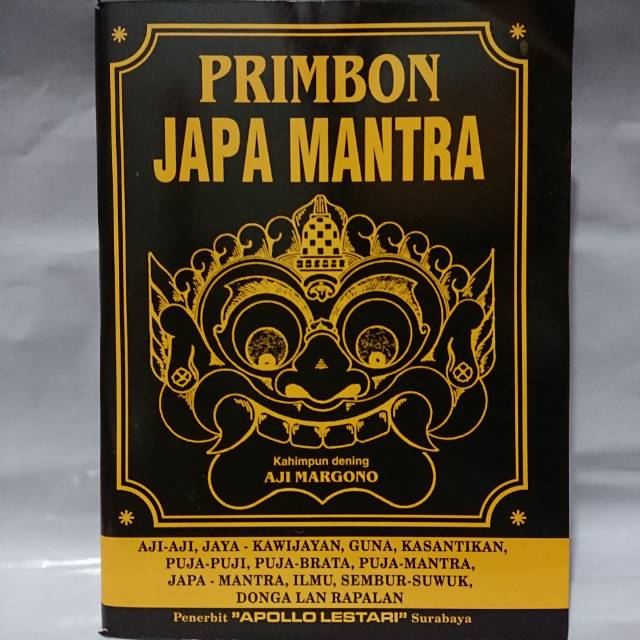 PRIMBON
JAPA MANTRA
Kahimpun dening
AJI MARGONO
AJI-AJI, JAYA - KAWIJAYAN, GUNA, KASANTIKAN,
PUJA-PUJI, PUJA-BRATA, PUJA-MANTRA,
JAPA - MANTRA, ILMU, SEMBUR-SUWUK,
DONGA LAN RAPALAN
Penerbit "APOLLO LESTARI" Surabaya